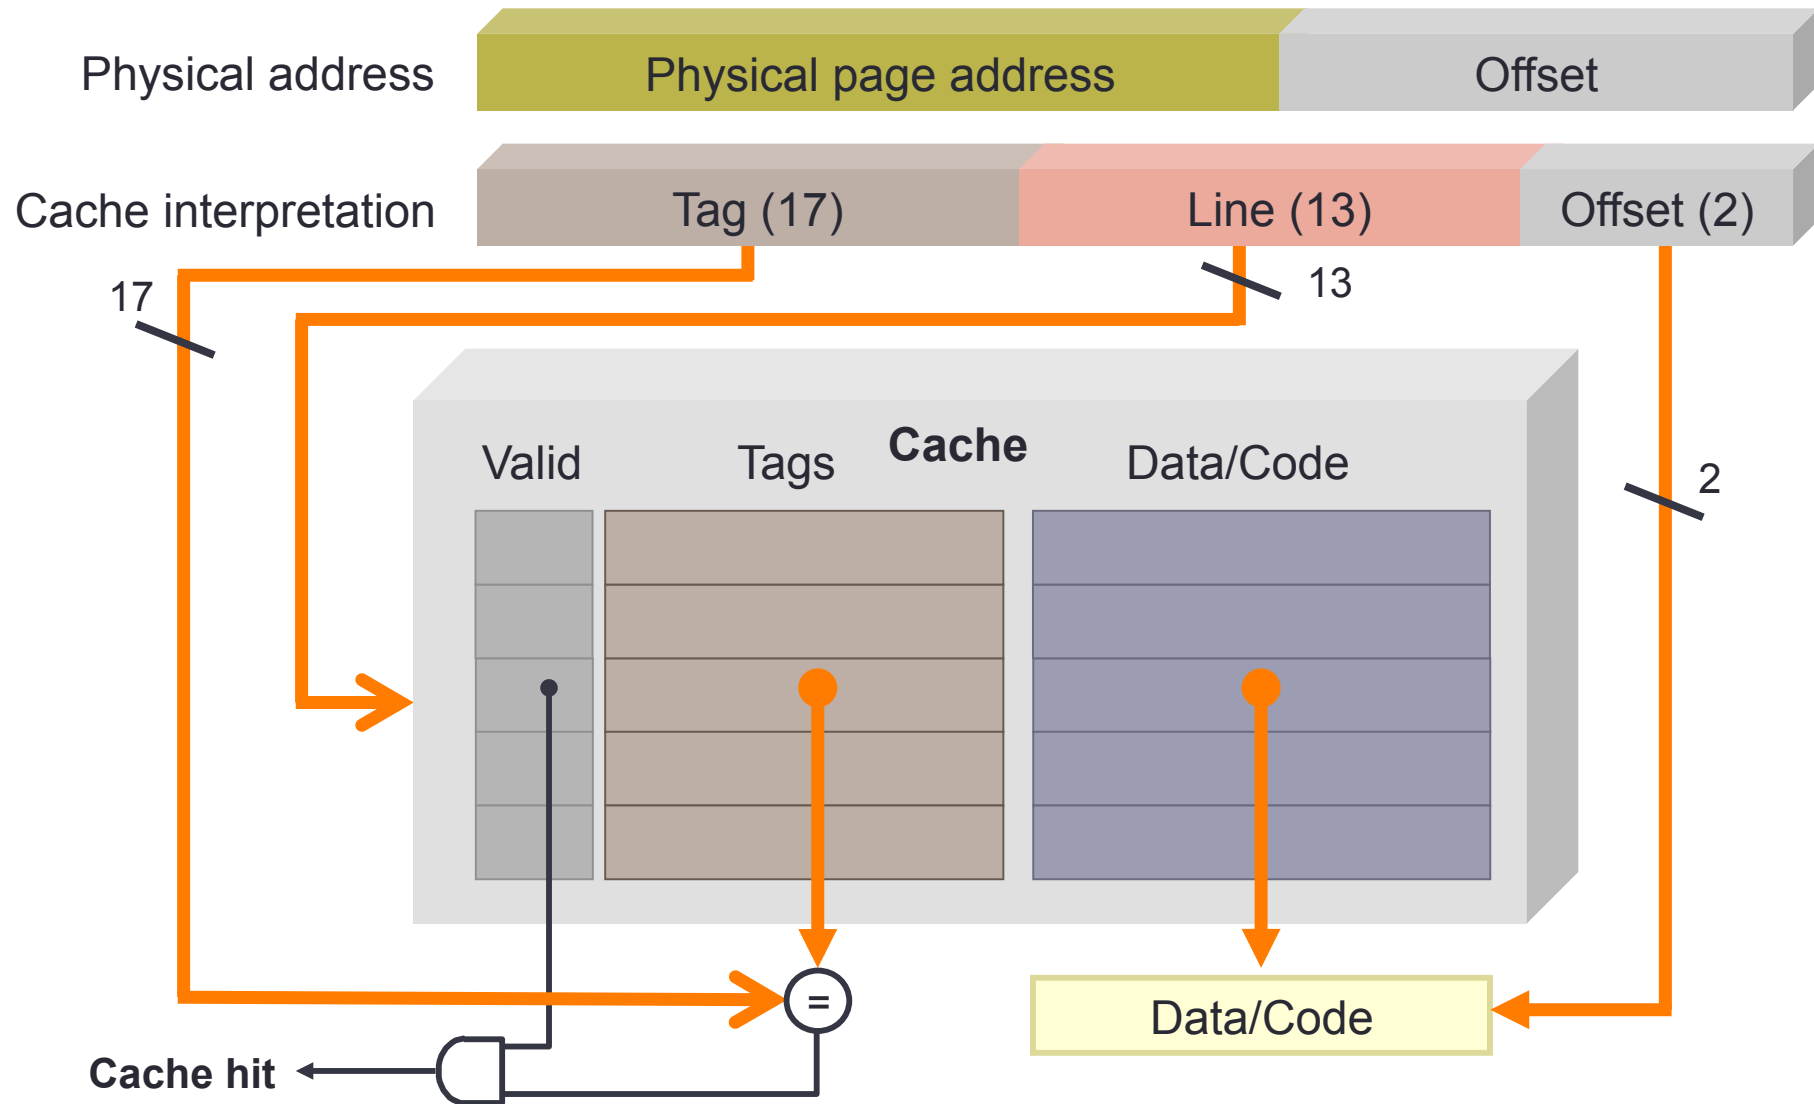 Physical address
Physical page address
Offset
Cache interpretation
Tag (17)
Line (13)
Offset (2)
17
13
Cache
Valid
Tags
Data/Code
2
=
Data/Code
Cache hit